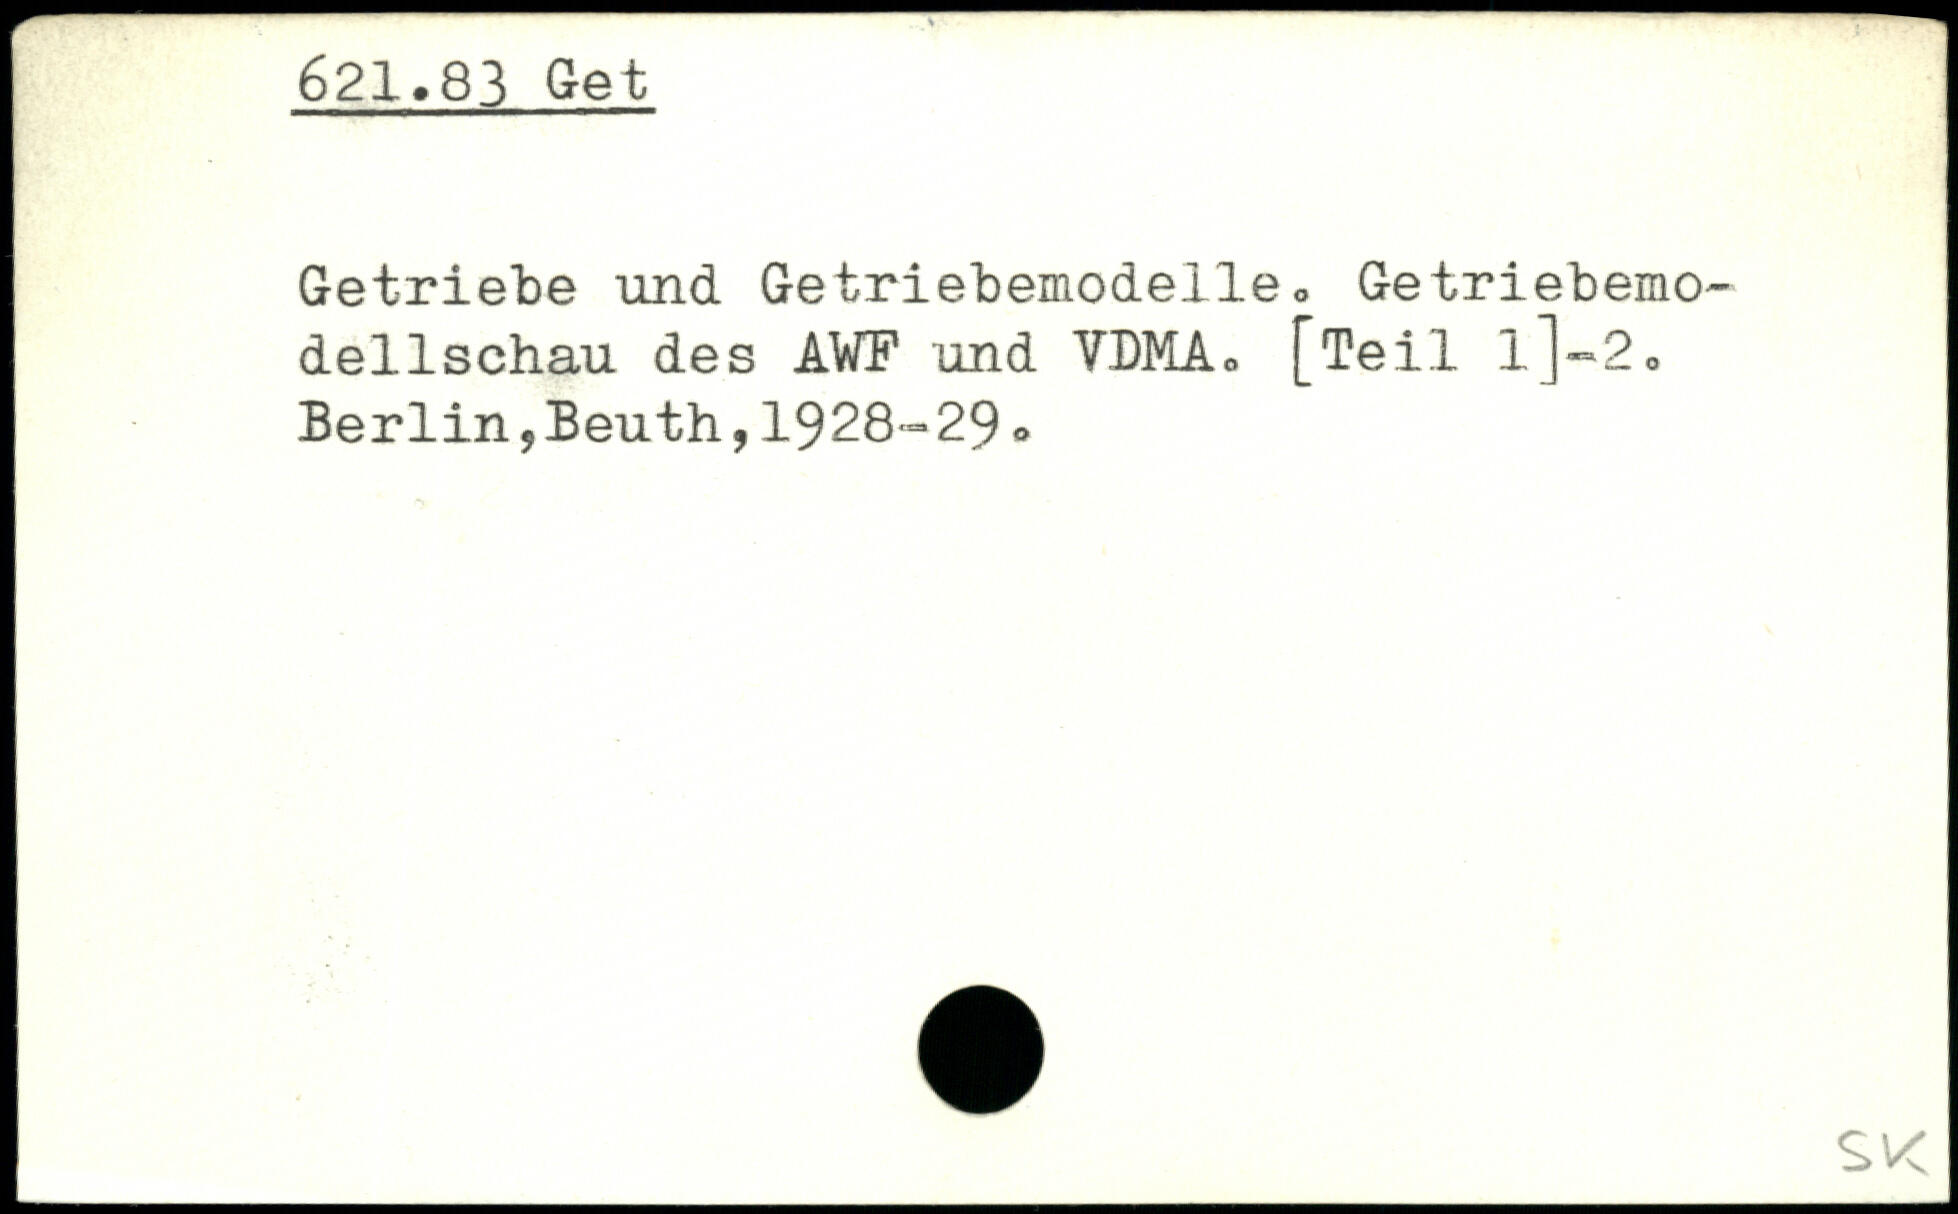 621.83 Get
Getriebe und Getriebemodelle. Getriebemo-
dellschau des AWF und VDMA. [Teil 1]-2.
Berlin,Beuth,1928-29.
SK